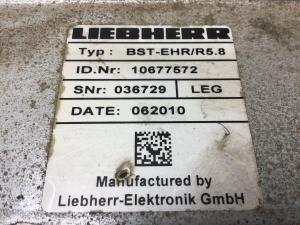 LIEBHERR
Typ : BST-EHR/R5.8
ID.Nr: 10677572
SNr: 036729 LEG
DATE: 062010
Manufactured by
Liebherr-Elektronik GmbH